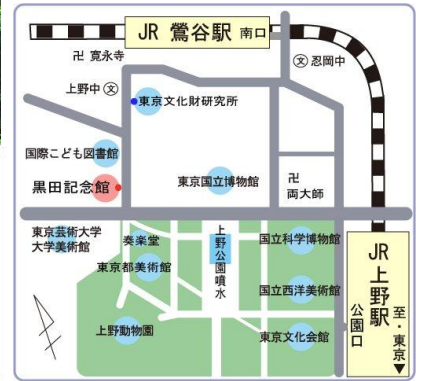 JR 鶯谷駅 南口
卍 寛永寺
文 忍岡中
上野中 文
東京文化財研究所
国際こども図書館
黒田記念館
東京国立博物館
卍
両大師
東京芸術大学
大学美術館
奏楽堂
上野公園噴水
国立科学博物館
東京都美術館
国立西洋美術館
上野動物園
東京文化会館
JR 上野駅
公園口
至・東京▼